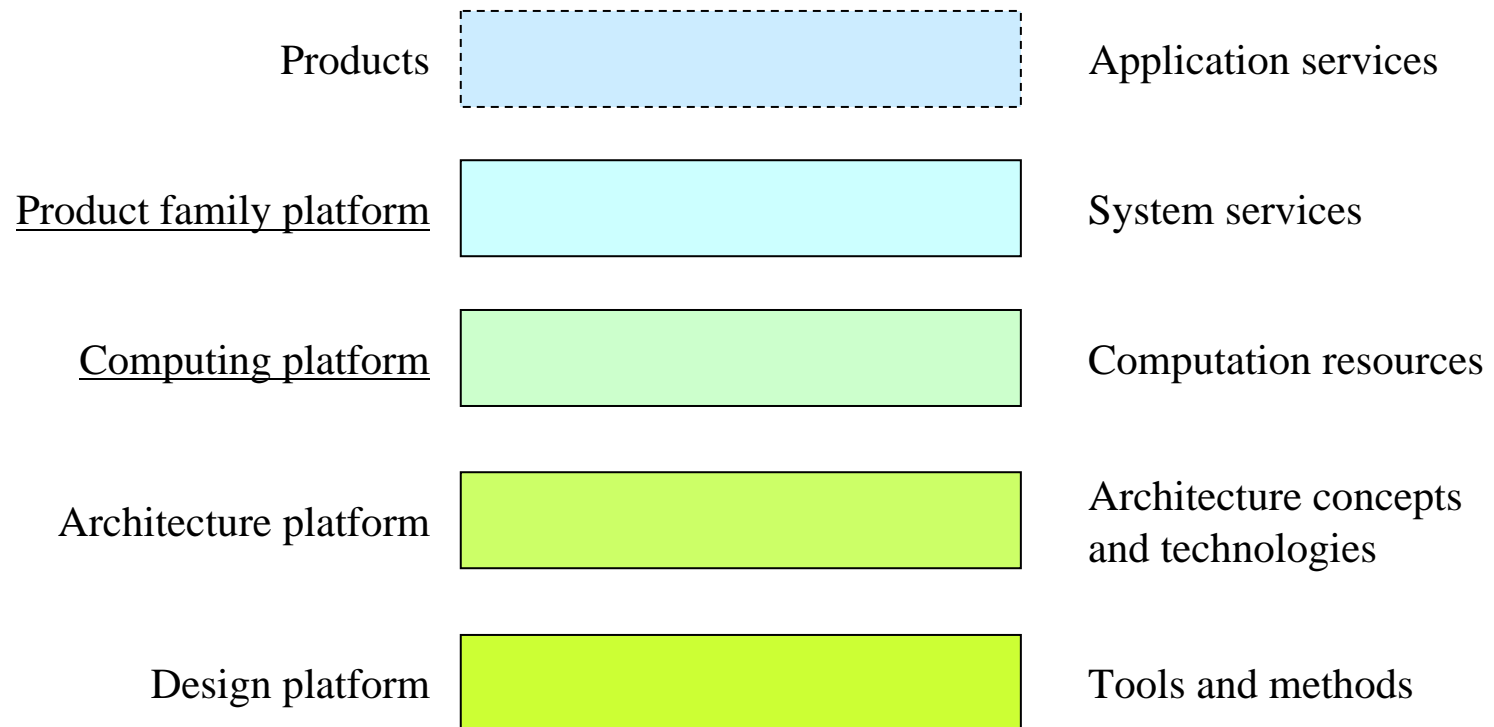 Products
Application services
Product family platform
System services
Computing platform
Computation resources
Architecture platform
Architecture concepts
and technologies
Design platform
Tools and methods